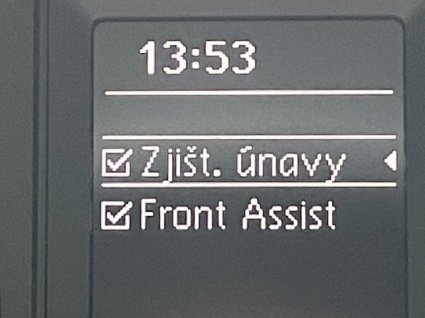 13:53
Zjišt. únavy
Front Assist